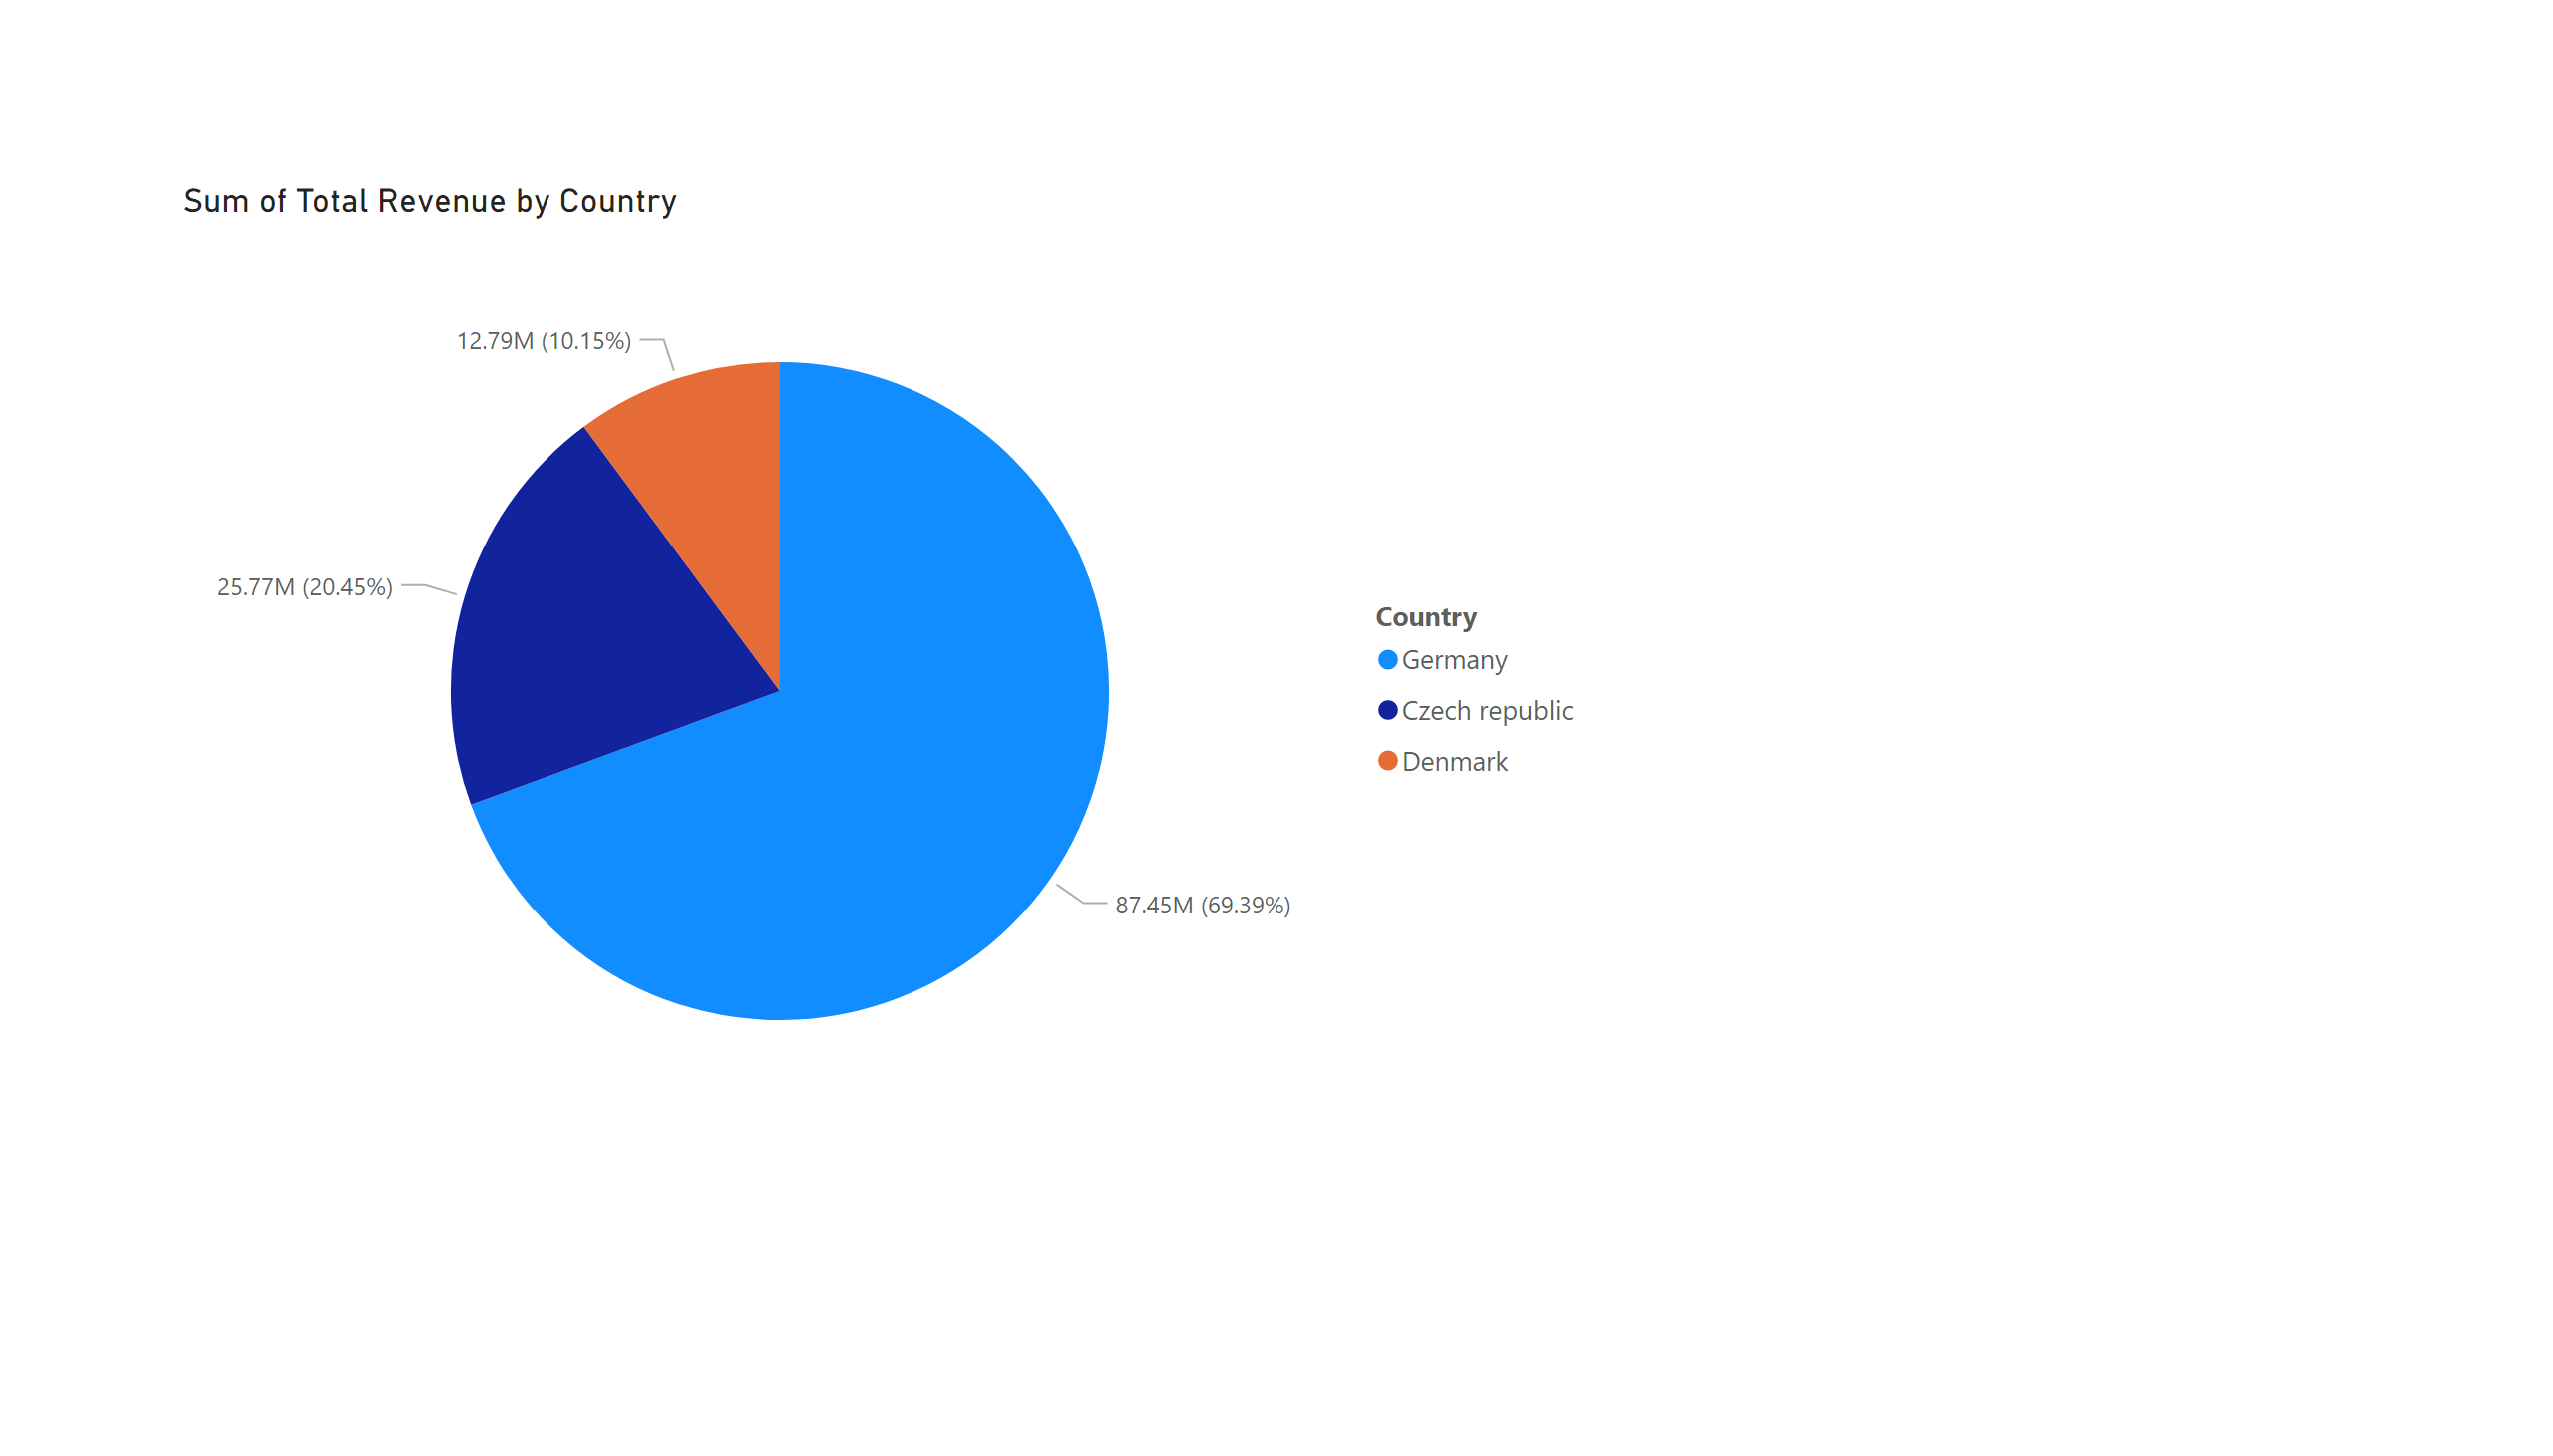 Sum of Total Revenue by Country
12.79M (10.15%)
25.77M (20.45%)
87.45M (69.39%)
Country
Germany
Czech republic
Denmark